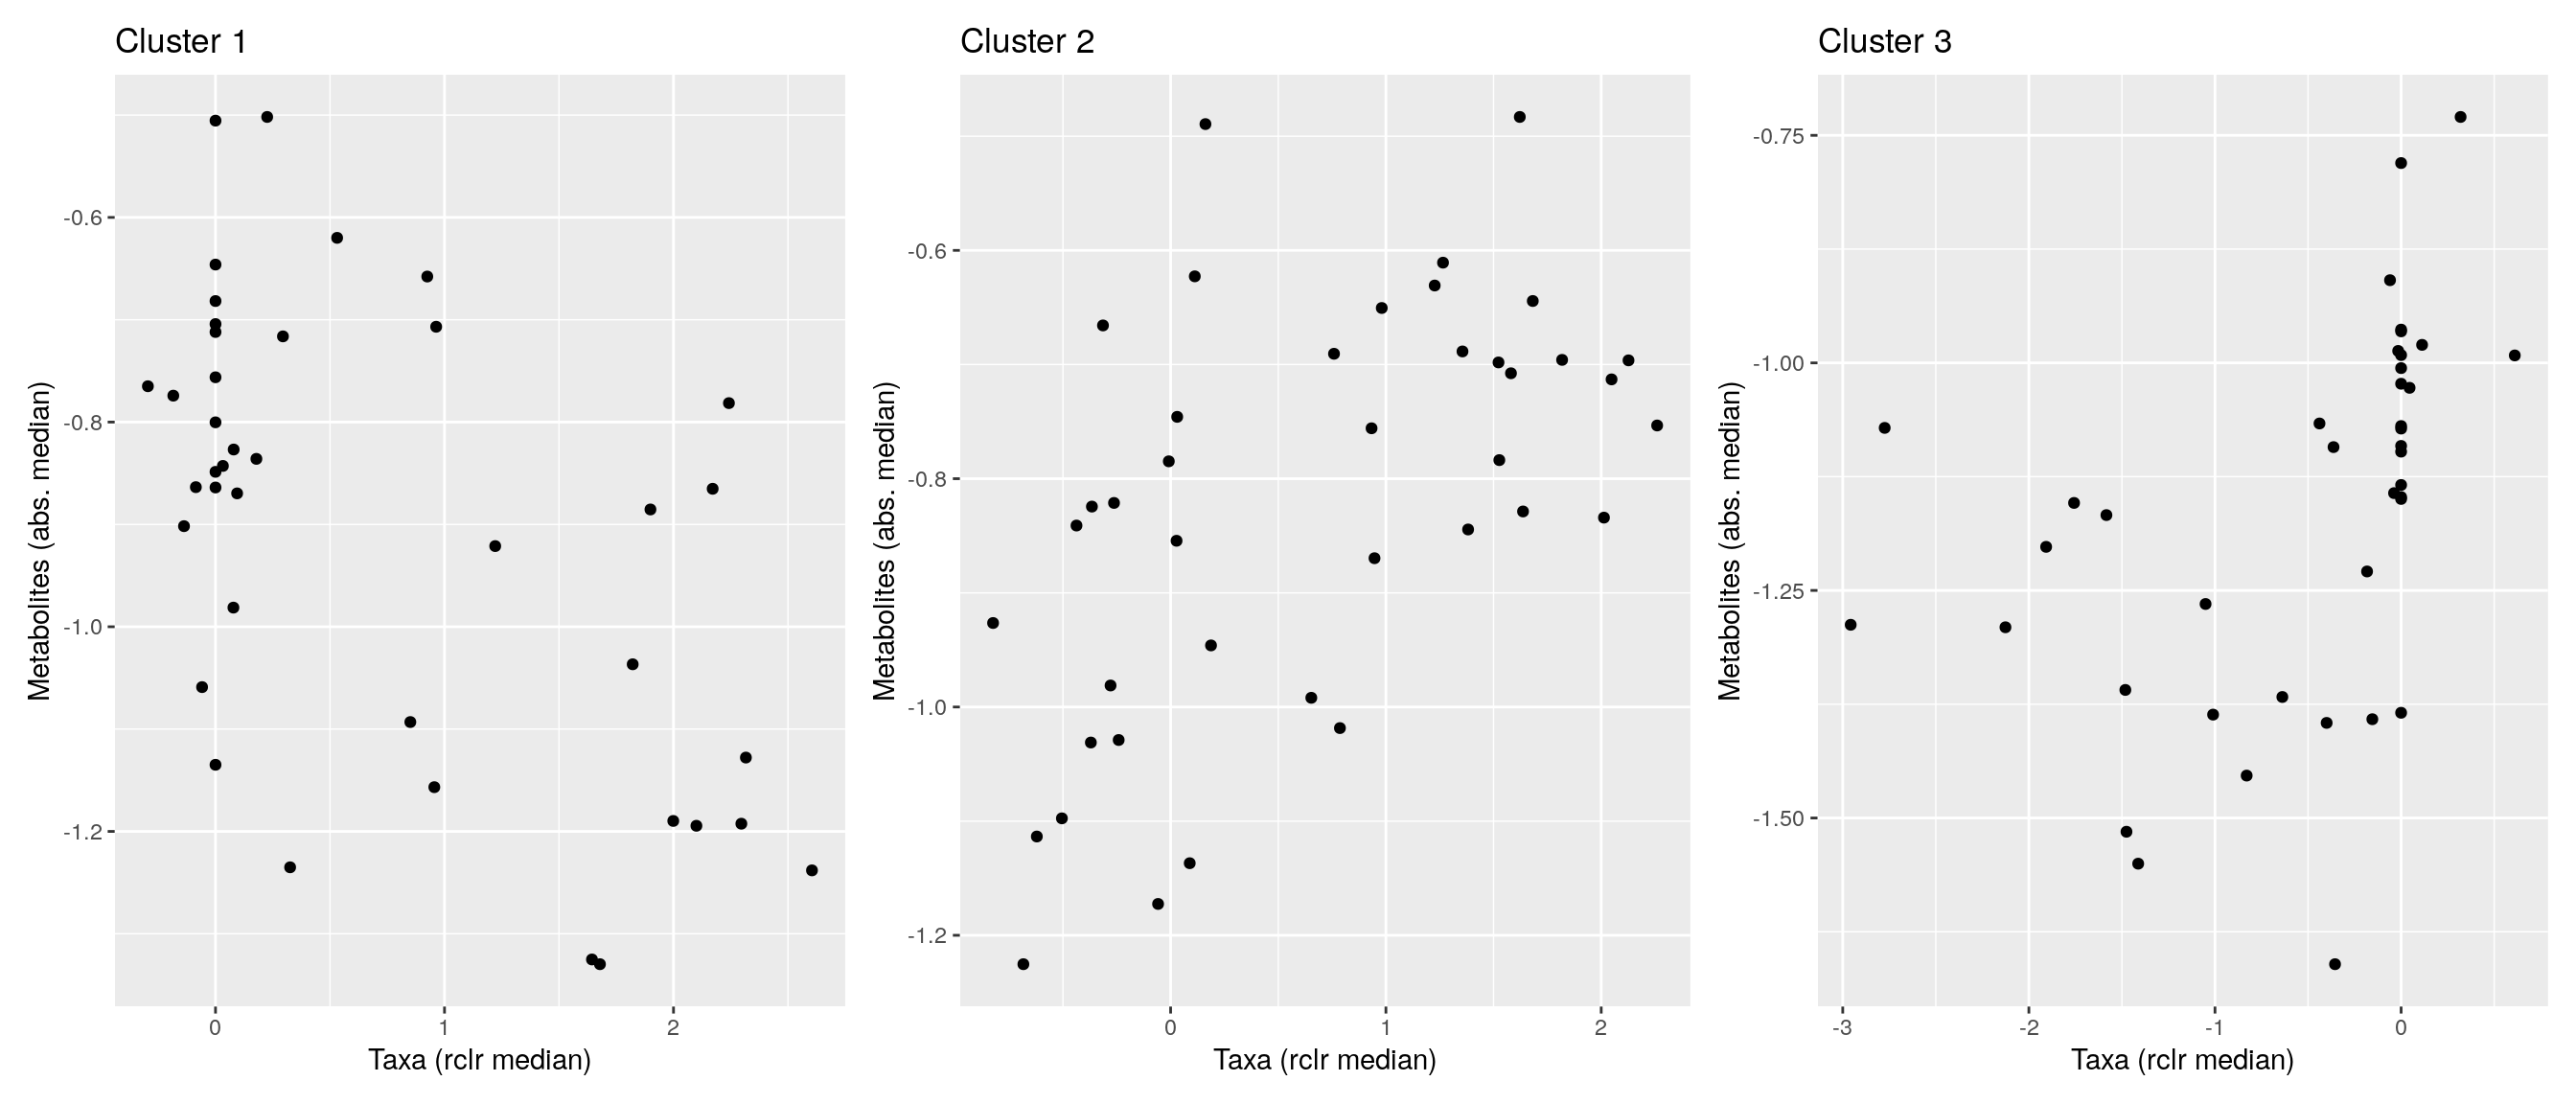 Cluster 1
Metabolites (abs. median)
-0.6
-0.8
-1.0
-1.2
0 1 2
Taxa (rclr median)
Cluster 2
Metabolites (abs. median)
-0.6
-0.8
-1.0
-1.2
0 1 2
Taxa (rclr median)
Cluster 3
Metabolites (abs. median)
-0.75
-1.00
-1.25
-1.50
-3 -2 -1 0
Taxa (rclr median)